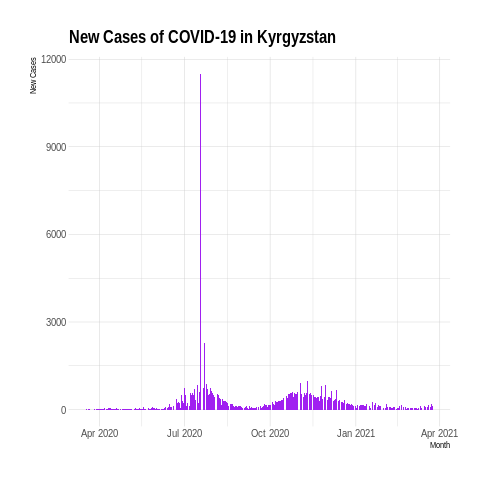 New Cases of COVID-19 in Kyrgyzstan
New Cases
12000
9000
6000
3000
0
Apr 2020 Jul 2020 Oct 2020 Jan 2021 Apr 2021
Month